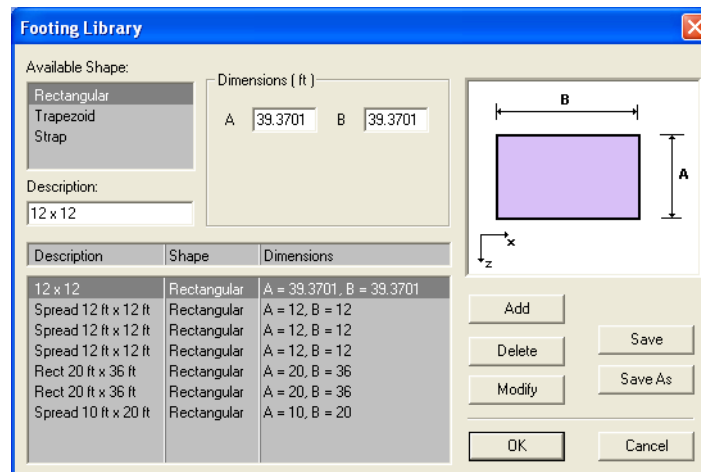 Footing Library
Available Shape:
Rectangular
Trapezoid
Strap
Dimensions ( ft )
A 39.3701 B 39.3701
Description:
12 x 12
B
A
x
z
Description Shape Dimensions
12 x 12 Rectangular A = 39.3701, B = 39.3701
Spread 12 ft x 12 ft Rectangular A = 12, B = 12
Spread 12 ft x 12 ft Rectangular A = 12, B = 12
Spread 12 ft x 12 ft Rectangular A = 12, B = 12
Rect 20 ft x 36 ft Rectangular A = 20, B = 36
Rect 20 ft x 36 ft Rectangular A = 20, B = 36
Spread 10 ft x 20 ft Rectangular A = 10, B = 20
Add
Delete
Modify
Save
Save As
OK
Cancel